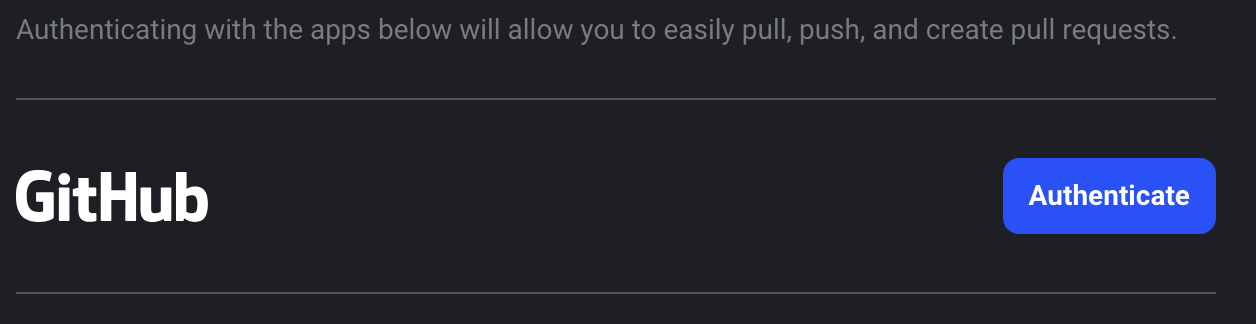 Authenticating with the apps below will allow you to easily pull, push, and create pull requests.
GitHub
Authenticate